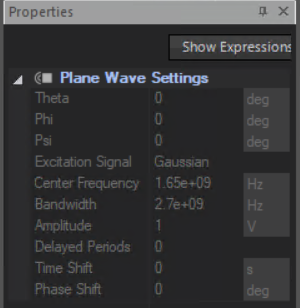 Properties
Show Expressions
Plane Wave Settings
Theta 0 deg
Phi 0 deg
Psi 0 deg
Excitation Signal Gaussian
Center Frequency 1.65e+09 Hz
Bandwidth 2.7e+09 Hz
Amplitude 1 V
Delayed Periods 0
Time Shift 0 s
Phase Shift 0 deg